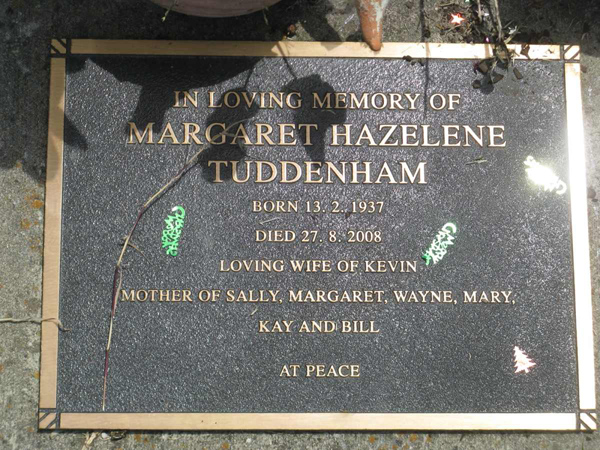 IN LOVING MEMORY OF
MARGARET HAZELENE
TUDDENHAM
BORN 13. 2. 1937
DIED 27. 8. 2008
LOVING WIFE OF KEVIN
MOTHER OF SALLY, MARGARET, WAYNE, MARY,
KAY AND BILL
AT PEACE